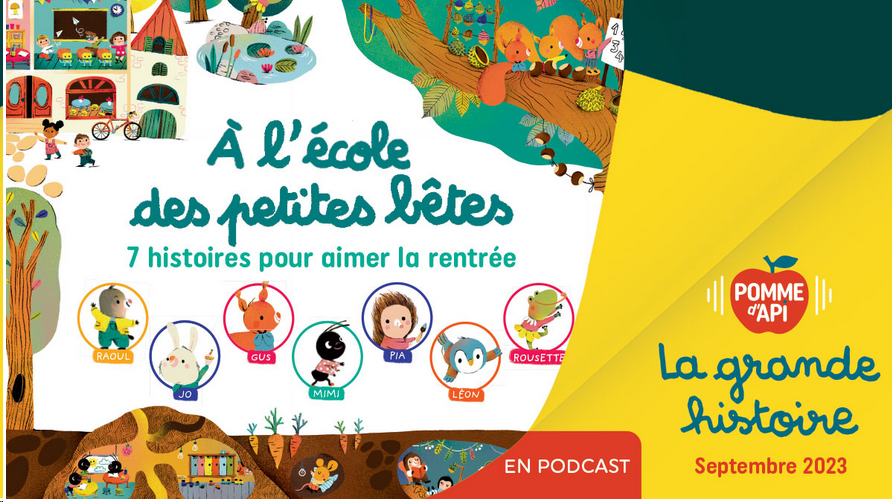 À l'école
des petites bêtes
7 histoires pour aimer la rentrée
RAOUL
JO
GUS
MIMI
PIA
LÉON
ROUSETTE
EN PODCAST
POMME
d'API
La grande
histoire
Septembre 2023